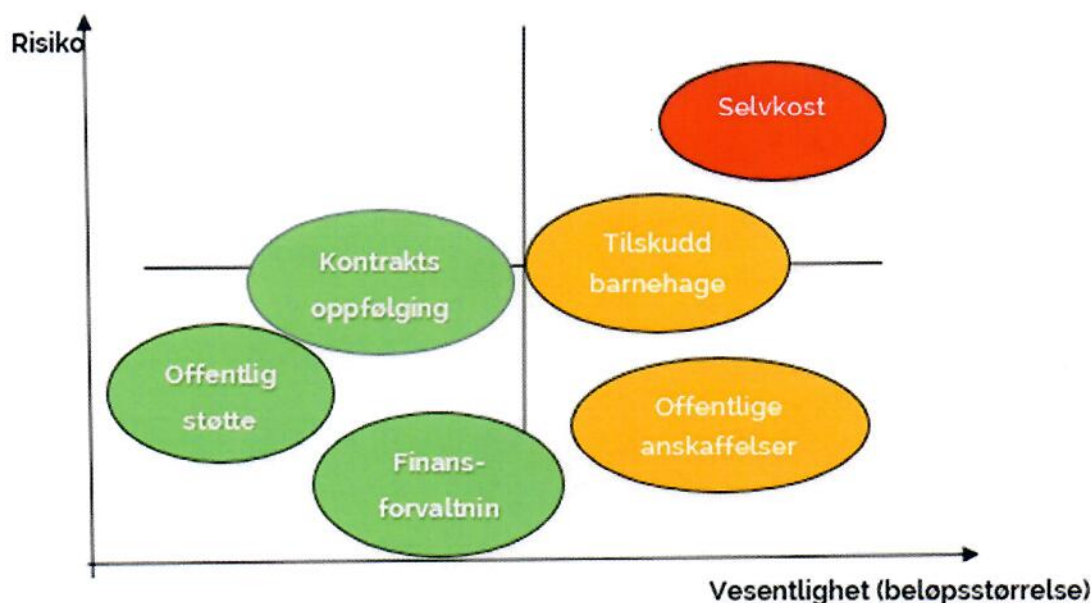 Risiko
Selvkost
Tilskudd
barnehage
Kontrakts
oppfølging
Offentlig
støtte
Offentlige
anskaffelser
Finans-
forvaltnin
Vesentlighet (beløpsstørrelse)